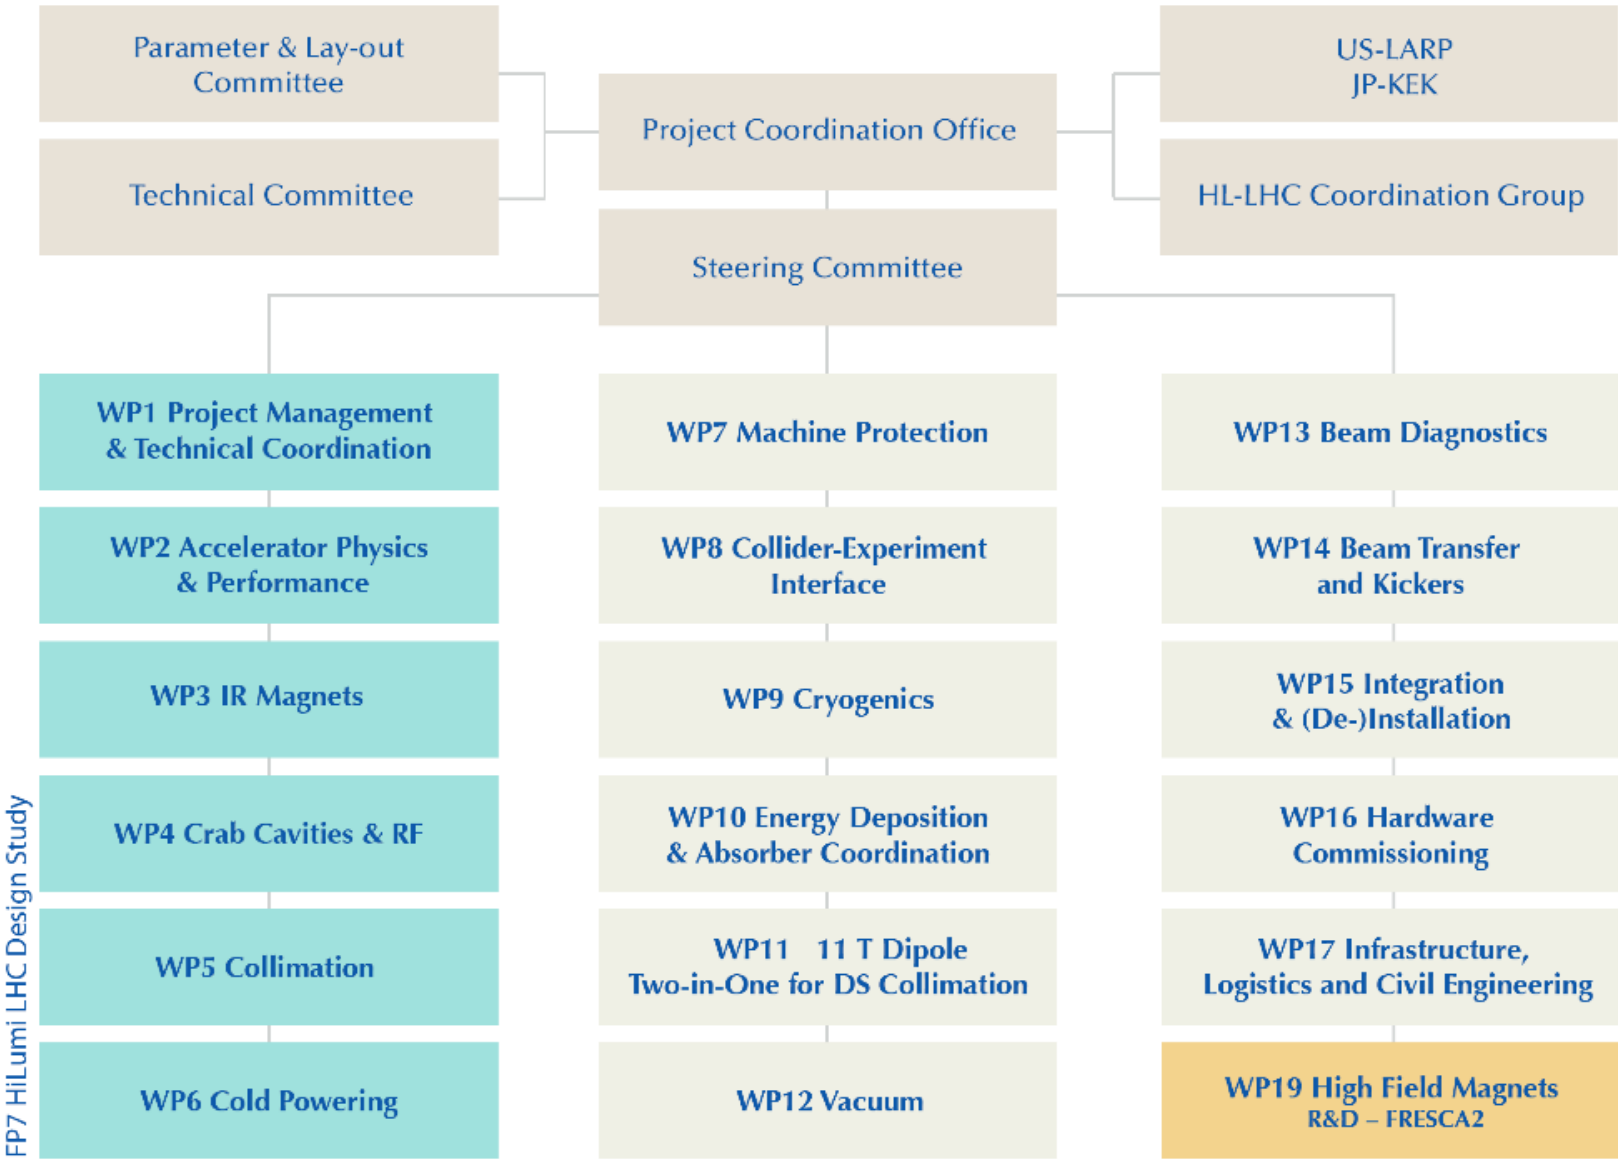 Parameter & Lay-out
Committee
Technical Committee
Project Coordination Office
Steering Committee
US-LARP
JP-KEK
HL-LHC Coordination Group
FP7 HiLumi LHC Design Study
WP1 Project Management
& Technical Coordination
WP2 Accelerator Physics
& Performance
WP3 IR Magnets
WP4 Crab Cavities & RF
WP5 Collimation
WP6 Cold Powering
WP7 Machine Protection
WP8 Collider-Experiment
Interface
WP9 Cryogenics
WP10 Energy Deposition
& Absorber Coordination
WP11 11 T Dipole
Two-in-One for DS Collimation
WP12 Vacuum
WP13 Beam Diagnostics
WP14 Beam Transfer
and Kickers
WP15 Integration
& (De-)Installation
WP16 Hardware
Commissioning
WP17 Infrastructure,
Logistics and Civil Engineering
WP19 High Field Magnets
R&D – FRESCA2